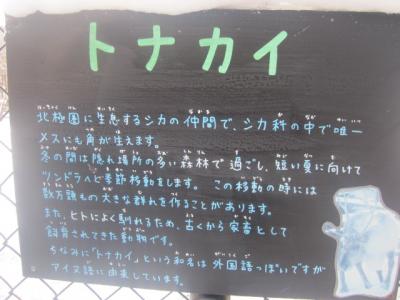 トナカイ
北極圏に生息するシカの仲間で、シカ科の中で唯一
メスにも角が生えます。
冬の間は隠れ場所の多い森林で過ごし、短い夏に向けて
ツンドラへと季節移動をします。この移動の時には
数万頭もの大きな群れを作ることがあります。
また、ヒトによく馴れるため、古くから家畜として
飼育されてきた動物です。
ちなみに「トナカイ」という和名は外国語っぽいですが
アイヌ語に由来しています。